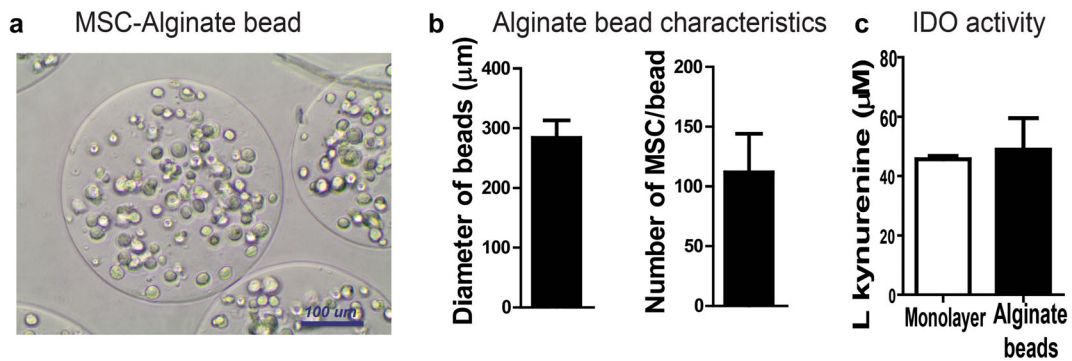 a MSC-Alginate bead
100 um
b Alginate bead characteristics
Diameter of beads (μm)
400
300
200
100
0
Number of MSC/bead
200
150
100
50
0
c IDO activity
L kynurenine (μM)
80
60
40
20
0
Monolayer
Alginate
beads